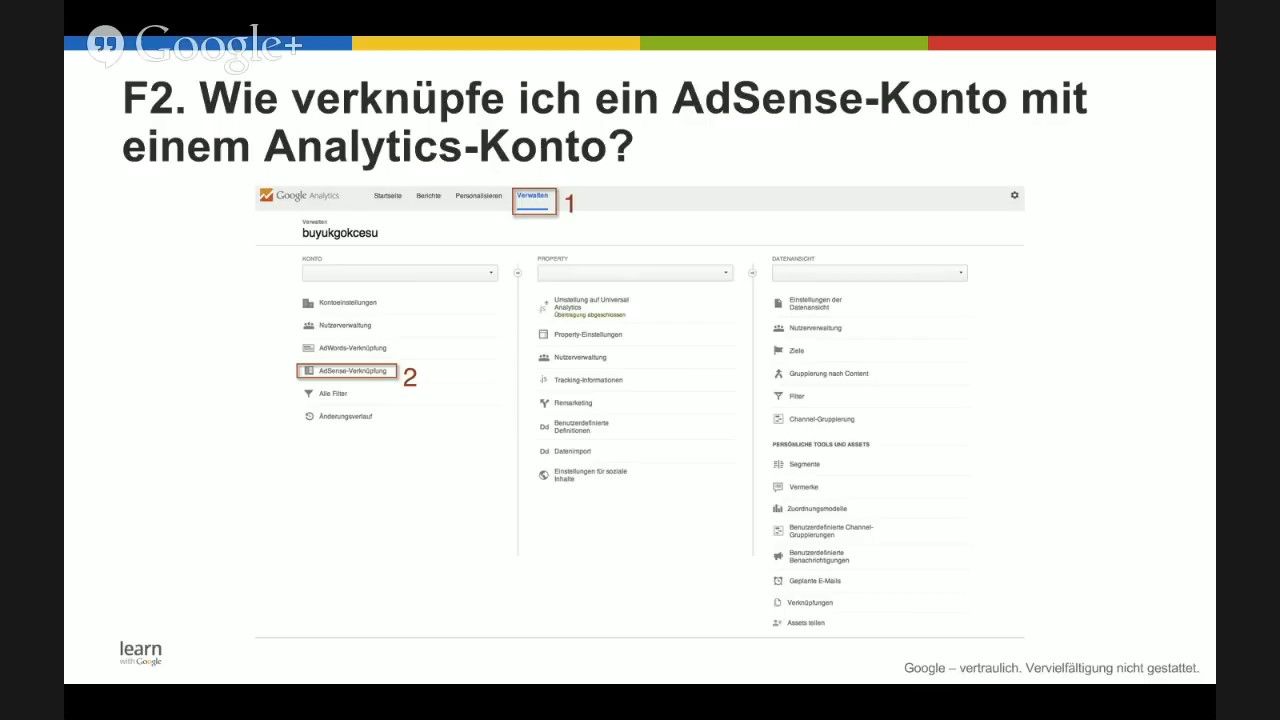 Google+
F2. Wie verknüpfe ich ein AdSense-Konto mit
einem Analytics-Konto?
Google Analytics
Startseite
Berichte
Personalisieren
Verwalten
1
Verwalten
buyukgokcesu
KONTO
Kontoeinstellungen
Nutzerverwaltung
AdWords-Verknüpfung
AdSense-Verknüpfung
2
Alle Filter
Änderungsverlauf
PROPERTY
Umstellung auf Universal
Analytics
Übertragung abgeschlossen
Property-Einstellungen
Nutzerverwaltung
js Tracking-Informationen
Remarketing
Dd Benutzerdefinierte
Definitionen
Dd Datenimport
Einstellungen für soziale
Inhalte
DATENANSICHT
Einstellungen der
Datenansicht
Nutzerverwaltung
Ziele
Gruppierung nach Content
Filter
Channel-Gruppierung
PERSÖNLICHE TOOLS UND ASSETS
Segmente
Vermerke
Zuordnungsmodelle
Benutzerdefinierte Channel-
Gruppierungen
Benutzerdefinierte
Benachrichtigungen
Geplante E-Mails
Verknüpfungen
Assets teilen
learn
with Google
Google – vertraulich. Vervielfältigung nicht gestattet.